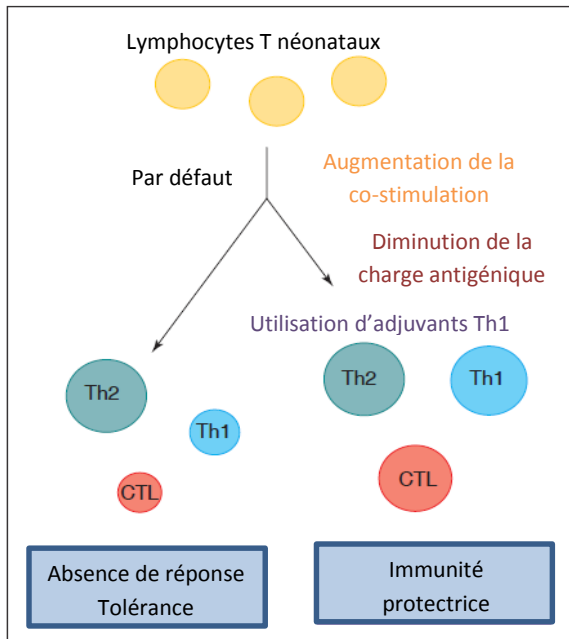 Lymphocytes T néonataux
Par défaut
Augmentation de la
co-stimulation
Diminution de la
charge antigénique
Utilisation d’adjuvants Th1
Th2
Th1
CTL
Th2
Th1
CTL
Absence de réponse
Tolérance
Immunité
protectrice